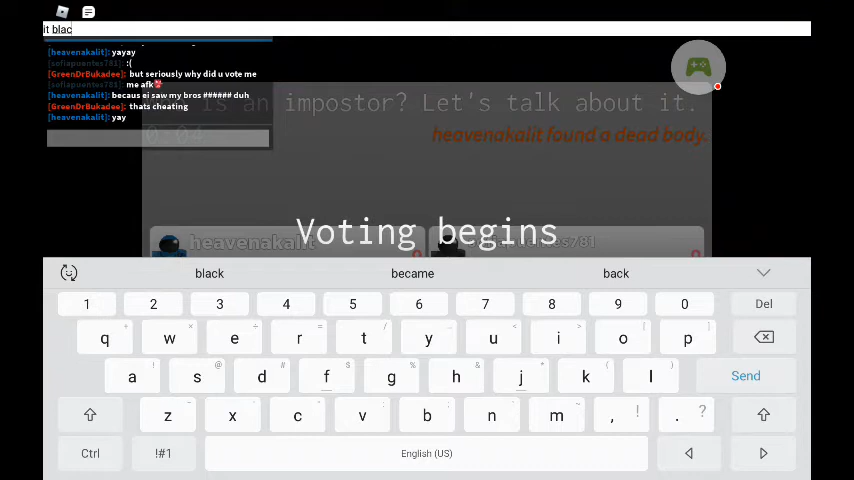 it blac
[heavenakalit]: yayay
[sofiapuentes781]: :(
[GreenDrBukadee]: but seriously why did u vote me
[sofiapuentes781]: me afk
[heavenakalit]: becaus ei saw my bros ###### duh
[GreenDrBukadee]: thats cheating
[heavenakalit]: yay
is an impostor? Let's talk about it.
0:04
heavenakalit found a dead body.
Voting begins
heavenakalit
sofiapuentes781
black became back
1 2 3 4 5 6 7 8 9 0 Del
q w e r t y u i o p
a s d f g h j k l Send
z x c v b n m , ! . ?
Ctrl !#1 English (US)